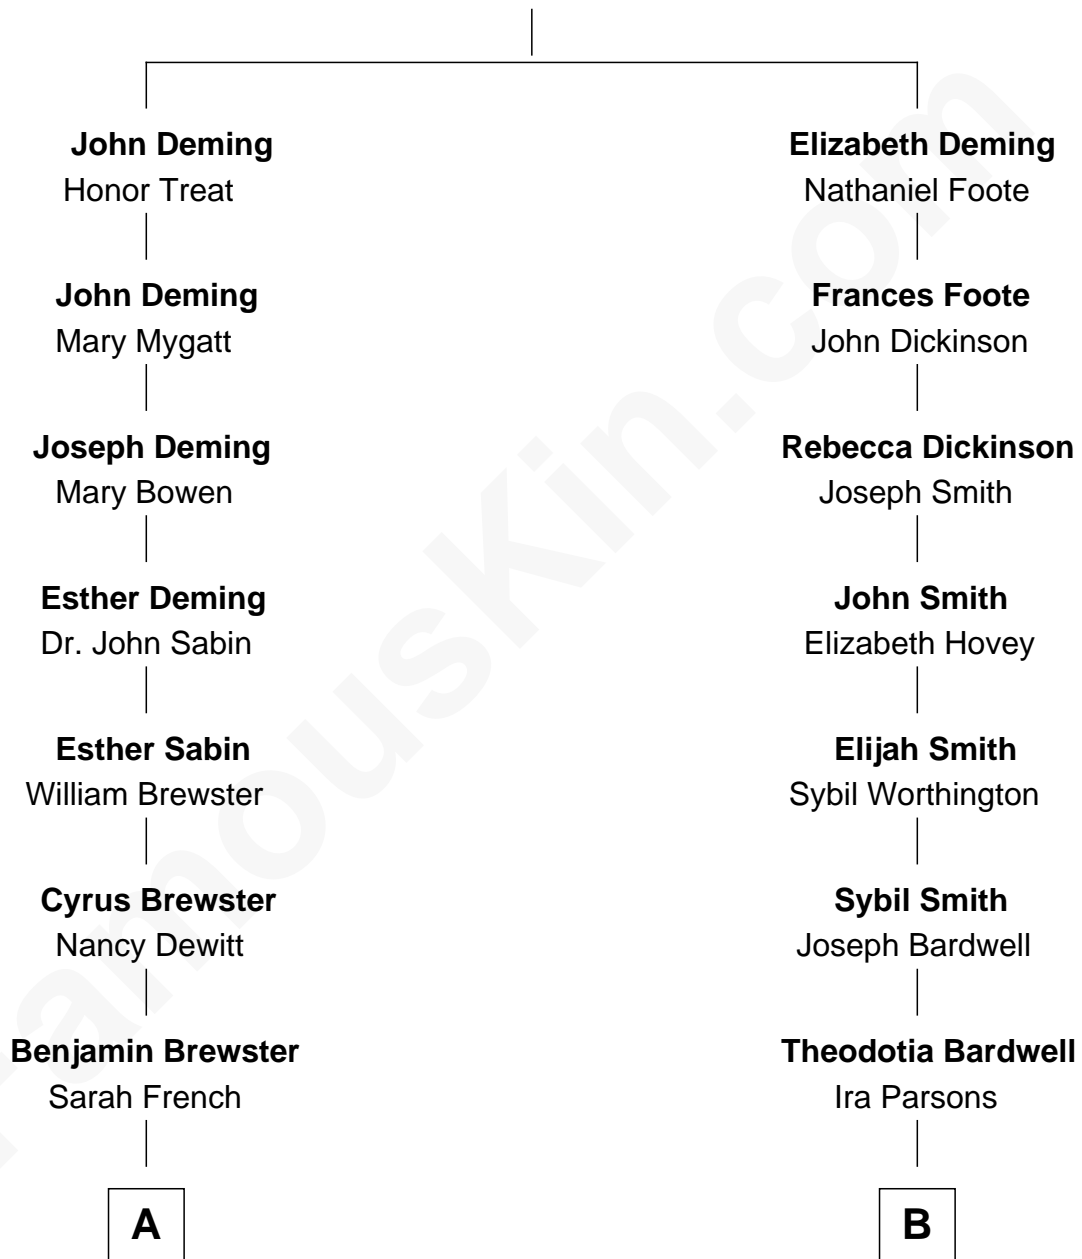 John Deming
Honor Treat
John Deming
Mary Mygatt
Joseph Deming
Mary Bowen
Esther Deming
Dr. John Sabin
Esther Sabin
William Brewster
Cyrus Brewster
Nancy Dewitt
Benjamin Brewster
Sarah French
A
Elizabeth Deming
Nathaniel Foote
Frances Foote
John Dickinson
Rebecca Dickinson
Joseph Smith
John Smith
Elizabeth Hovey
Elijah Smith
Sybil Worthington
Sybil Smith
Joseph Bardwell
Theodotia Bardwell
Ira Parsons
B
FamousKin.com